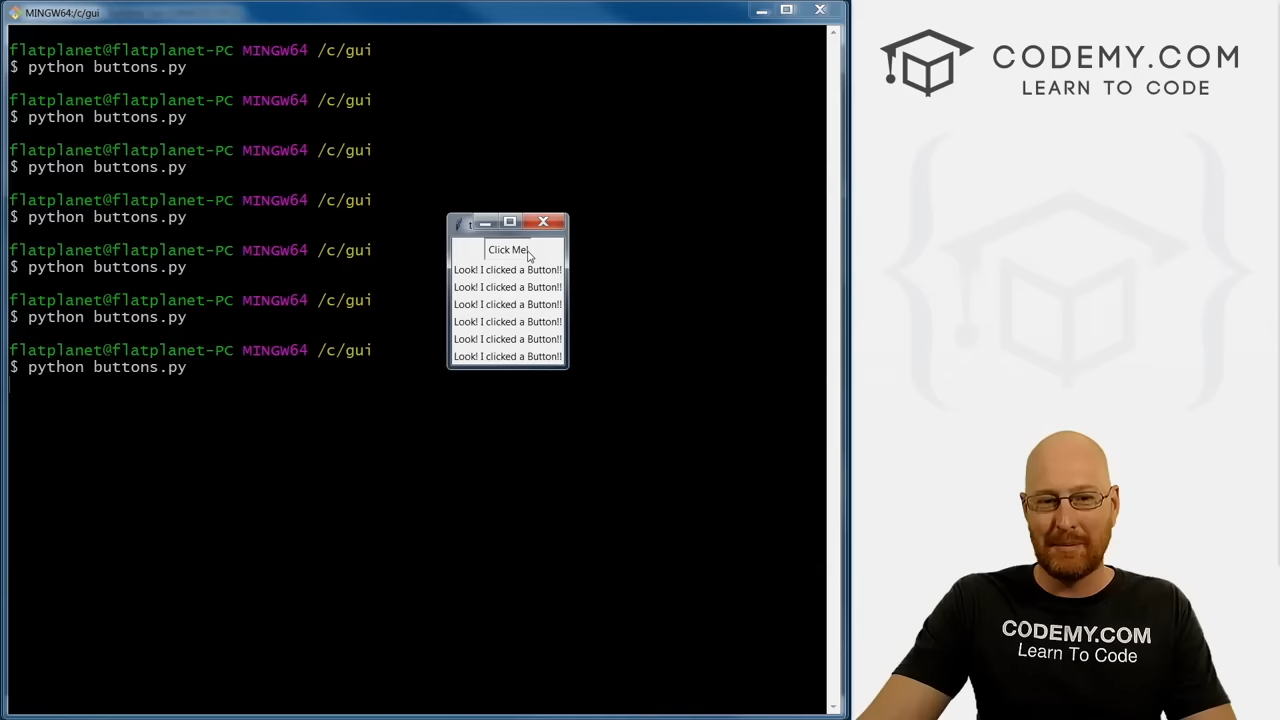 MINGW64:/c/gui
flatplanet@flatplanet-PC MINGW64 /c/gui
$ python buttons.py
flatplanet@flatplanet-PC MINGW64 /c/gui
$ python buttons.py
flatplanet@flatplanet-PC MINGW64 /c/gui
$ python buttons.py
flatplanet@flatplanet-PC MINGW64 /c/gui
$ python buttons.py
flatplanet@flatplanet-PC MINGW64 /c/gui
$ python buttons.py
flatplanet@flatplanet-PC MINGW64 /c/gui
$ python buttons.py
flatplanet@flatplanet-PC MINGW64 /c/gui
$ python buttons.py
t
Click Me!
Look! I clicked a Button!!
Look! I clicked a Button!!
Look! I clicked a Button!!
Look! I clicked a Button!!
Look! I clicked a Button!!
Look! I clicked a Button!!
CODEMY.COM
LEARN TO CODE
CODEMY.COM
Learn To Code